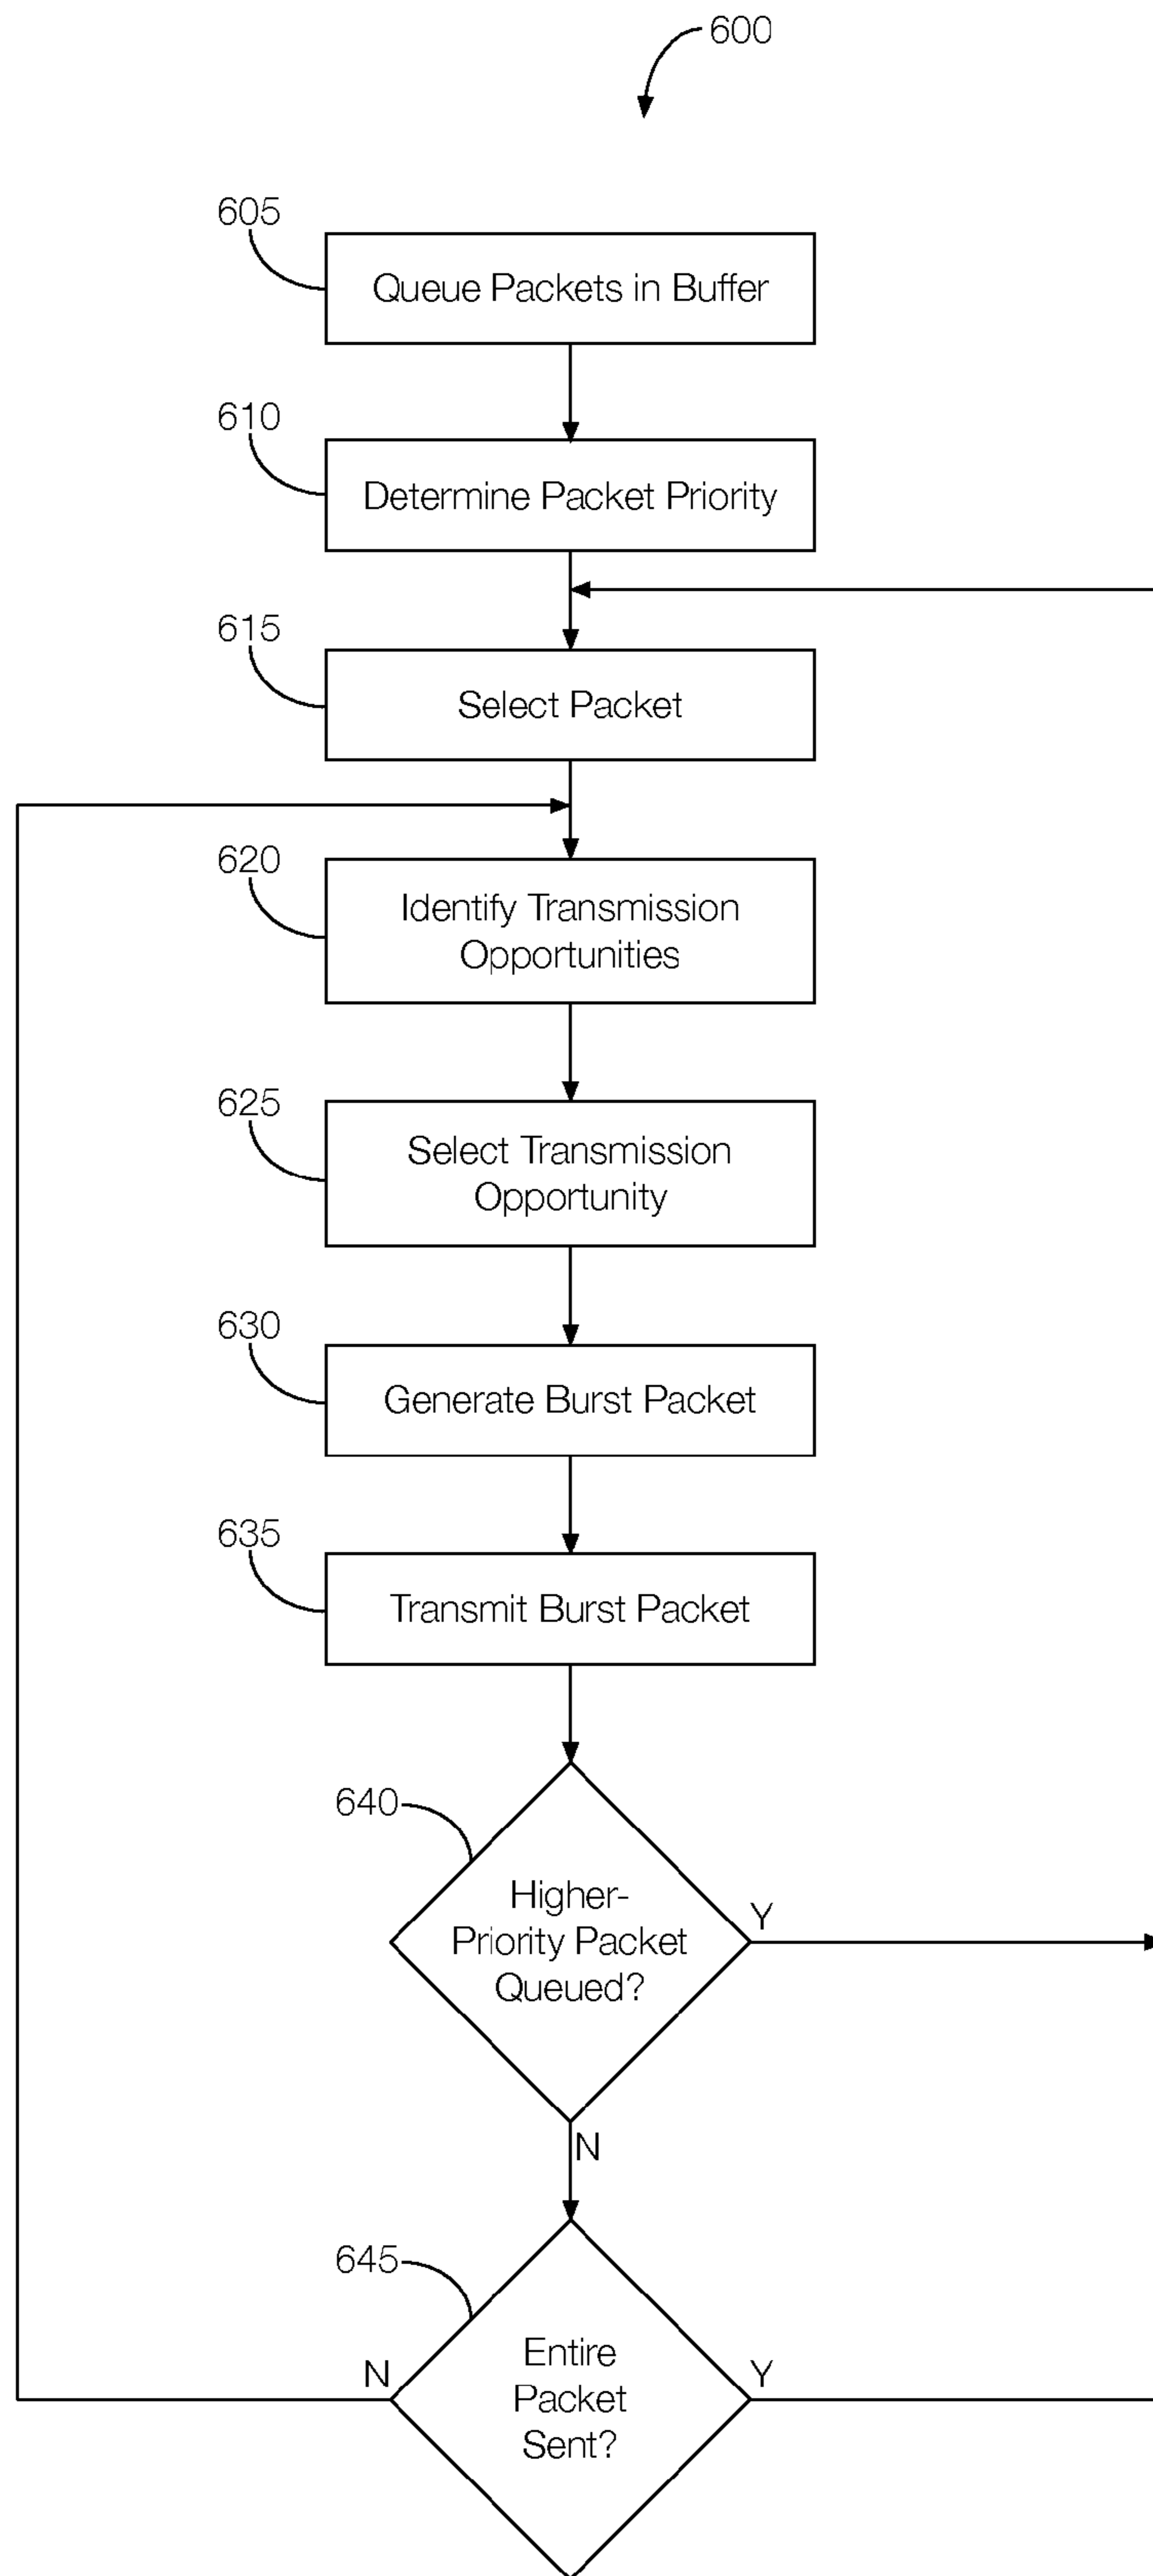 600
605
Queue Packets in Buffer
610
Determine Packet Priority
615
Select Packet
620
Identify Transmission
Opportunities
625
Select Transmission
Opportunity
630
Generate Burst Packet
635
Transmit Burst Packet
640
Higher-
Priority Packet
Queued?
Y
N
645
Entire
Packet
Sent?
N
Y